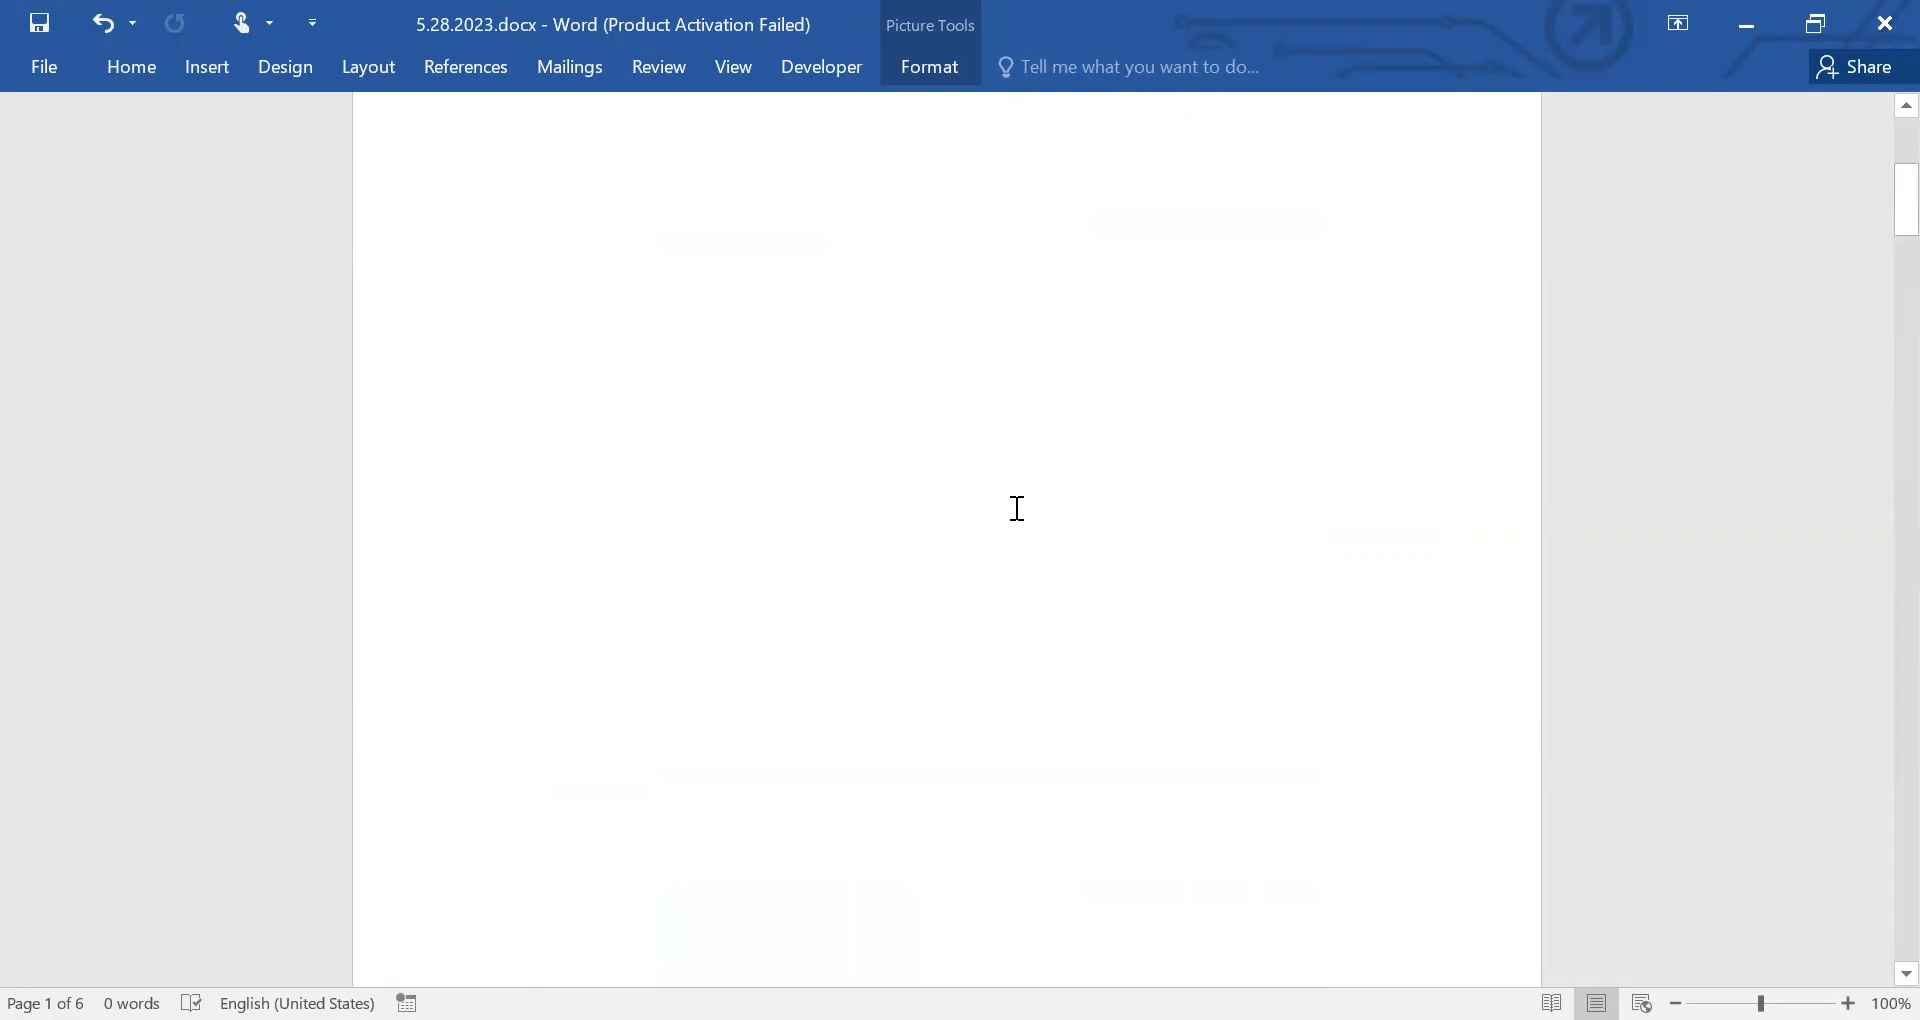 5.28.2023.docx - Word (Product Activation Failed)
Picture Tools
File
Home
Insert
Design
Layout
References
Mailings
Review
View
Developer
Format
Tell me what you want to do...
Share
Page 1 of 6
0 words
English (United States)
100%